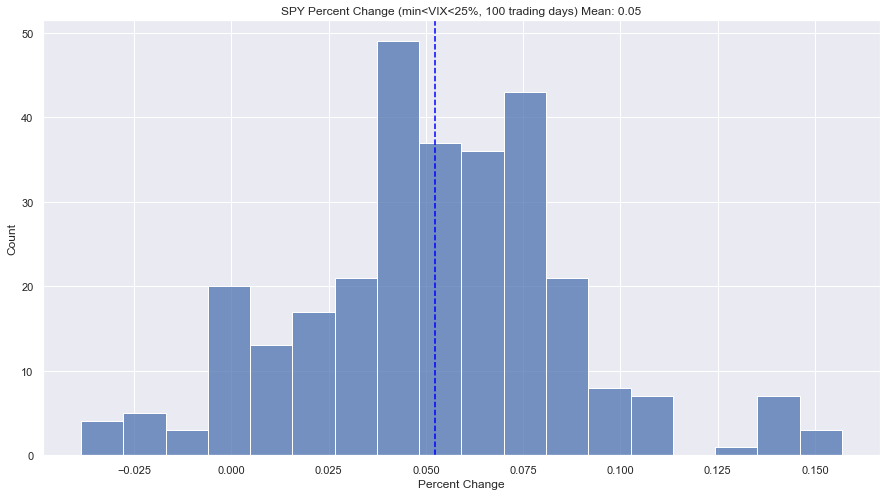 SPY Percent Change (min<VIX<25%, 100 trading days) Mean: 0.05
50
40
30
20
10
0
Count
−0.025 0.000 0.025 0.050 0.075 0.100 0.125 0.150
Percent Change